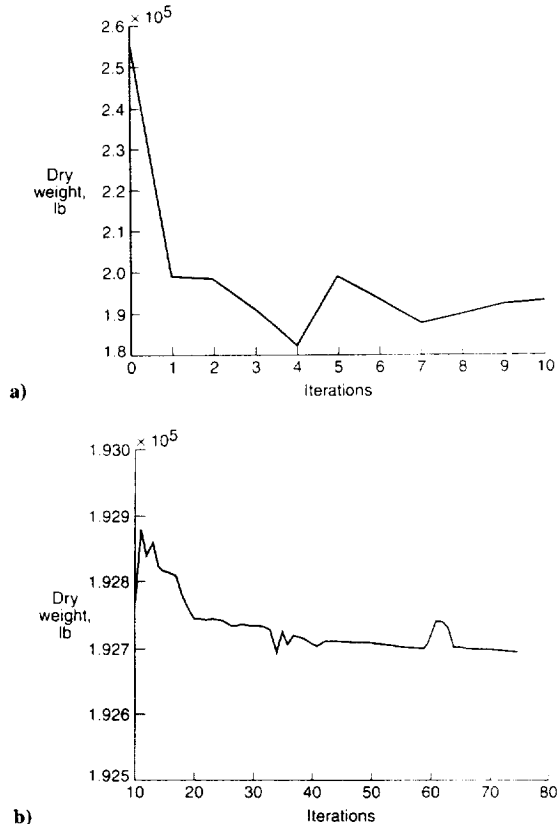 × 10⁵
2.6
2.5
2.4
2.3
2.2
2.1
2.0
1.9
1.8
Dry
weight,
lb
0 1 2 3 4 5 6 7 8 9 10
Iterations
a)
× 10⁵
1.930
1.929
1.928
1.927
1.926
1.925
Dry
weight,
lb
10 20 30 40 50 60 70 80
Iterations
b)